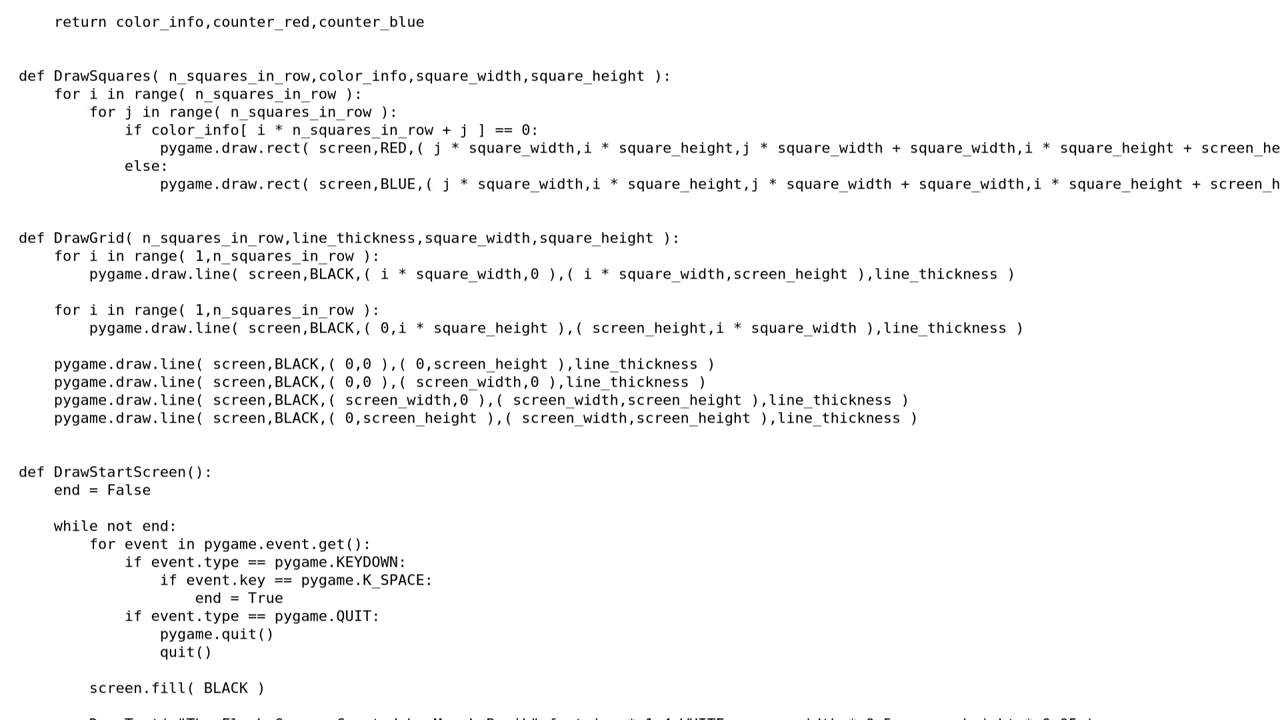 return color_info,counter_red,counter_blue
def DrawSquares( n_squares_in_row,color_info,square_width,square_height ):
for i in range( n_squares_in_row ):
for j in range( n_squares_in_row ):
if color_info[ i * n_squares_in_row + j ] == 0:
pygame.draw.rect( screen,RED,( j * square_width,i * square_height,j * square_width + square_width,i * square_height + screen_he
else:
pygame.draw.rect( screen,BLUE,( j * square_width,i * square_height,j * square_width + square_width,i * square_height + screen_h
def DrawGrid( n_squares_in_row,line_thickness,square_width,square_height ):
for i in range( 1,n_squares_in_row ):
pygame.draw.line( screen,BLACK,( i * square_width,0 ),( i * square_width,screen_height ),line_thickness )
for i in range( 1,n_squares_in_row ):
pygame.draw.line( screen,BLACK,( 0,i * square_height ),( screen_height,i * square_width ),line_thickness )
pygame.draw.line( screen,BLACK,( 0,0 ),( 0,screen_height ),line_thickness )
pygame.draw.line( screen,BLACK,( 0,0 ),( screen_width,0 ),line_thickness )
pygame.draw.line( screen,BLACK,( screen_width,0 ),( screen_width,screen_height ),line_thickness )
pygame.draw.line( screen,BLACK,( 0,screen_height ),( screen_width,screen_height ),line_thickness )
def DrawStartScreen():
end = False
while not end:
for event in pygame.event.get():
if event.type == pygame.KEYDOWN:
if event.key == pygame.K_SPACE:
end = True
if event.type == pygame.QUIT:
pygame.quit()
quit()
screen.fill( BLACK )